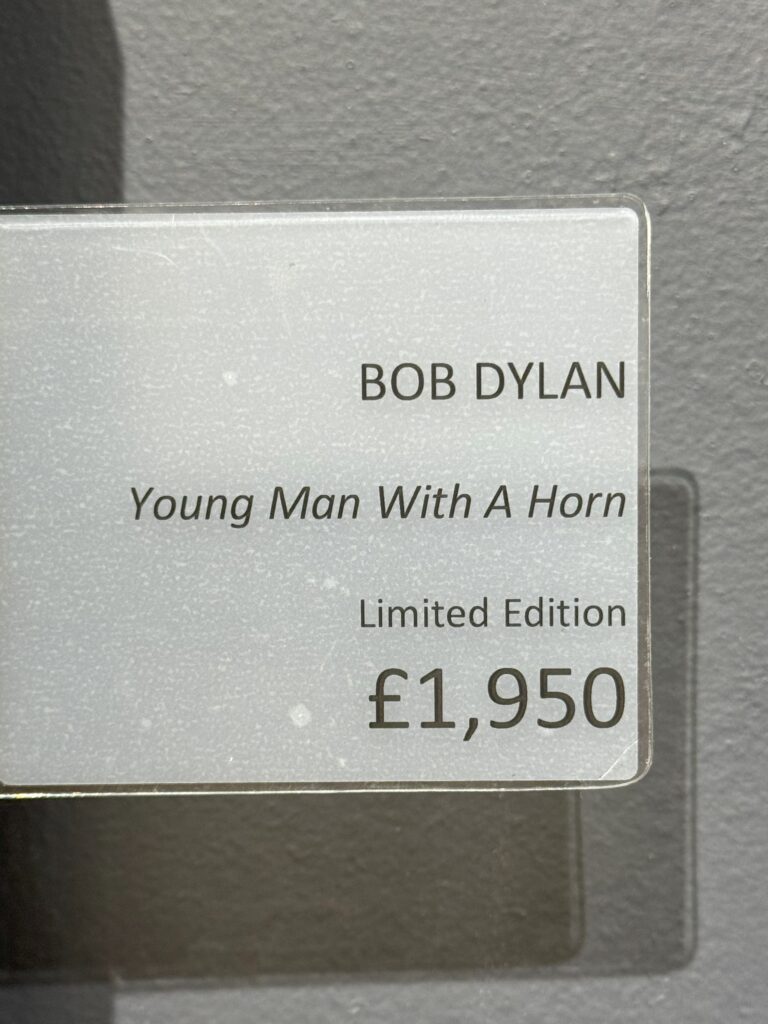 BOB DYLAN
Young Man With A Horn
Limited Edition
£1,950